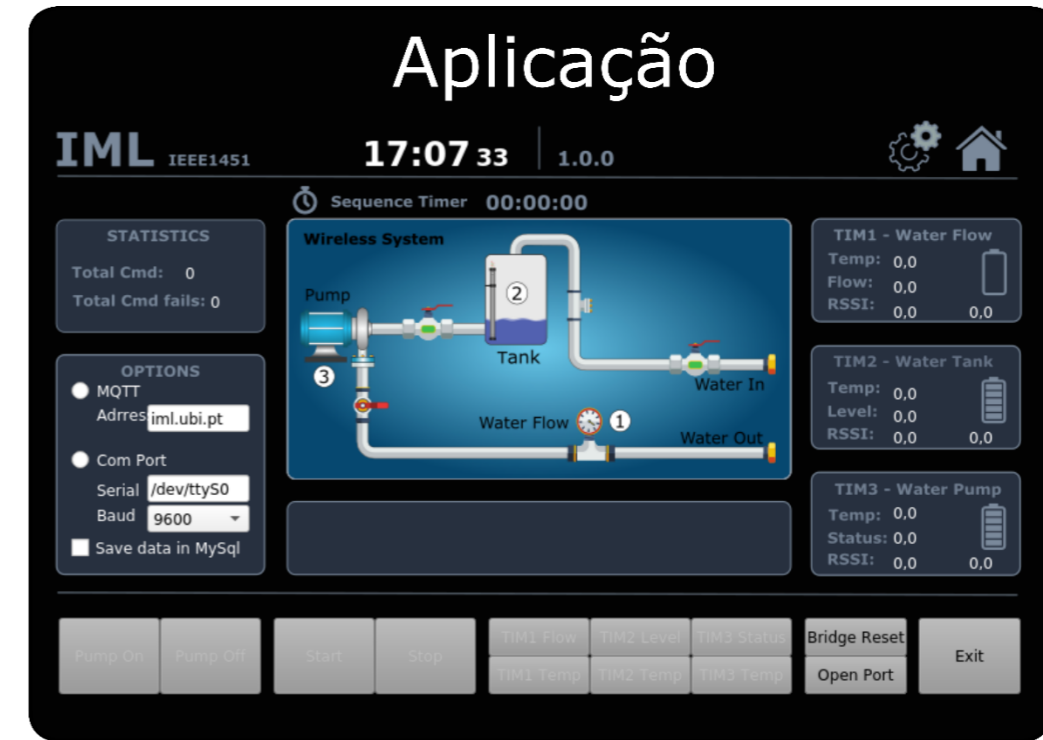 Aplicação
IML IEEE1451
17:07 33
1.0.0
Sequence Timer 00:00:00
STATISTICS
Total Cmd: 0
Total Cmd fails: 0
OPTIONS
MQTT
Adrres iml.ubi.pt
Com Port
Serial /dev/ttyS0
Baud 9600
Save data in MySql
Wireless System
Pump
2
Tank
3
Water In
Water Flow 1
Water Out
TIM1 - Water Flow
Temp: 0,0
Flow: 0,0
RSSI: 0,0 0,0
TIM2 - Water Tank
Temp: 0,0
Level: 0,0
RSSI: 0,0 0,0
TIM3 - Water Pump
Temp: 0,0
Status: 0,0
RSSI: 0,0 0,0
Pump On
Pump Off
Start
Stop
TIM1 Flow
TIM2 Level
TIM3 Status
TIM1 Temp
TIM2 Temp
TIM3 Temp
Bridge Reset
Open Port
Exit